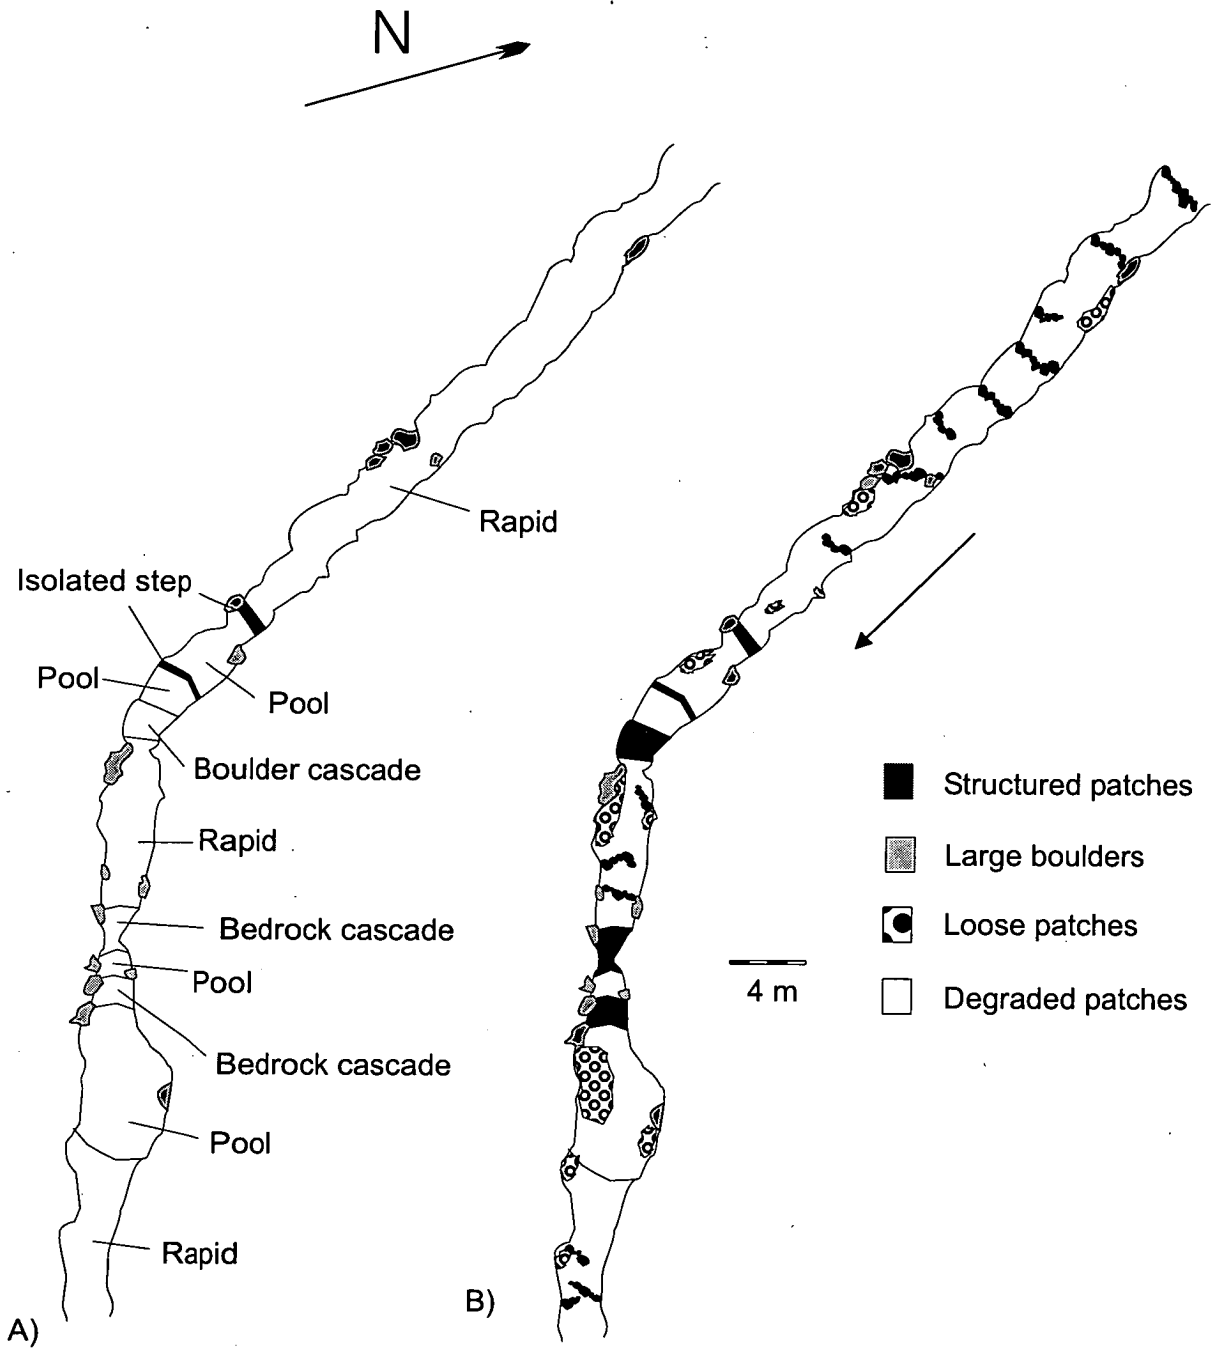 N
Rapid
Isolated step
Pool
Pool
Boulder cascade
Rapid
Bedrock cascade
Pool
Bedrock cascade
Pool
Rapid
A)
B)
Structured patches
Large boulders
Loose patches
4 m
Degraded patches